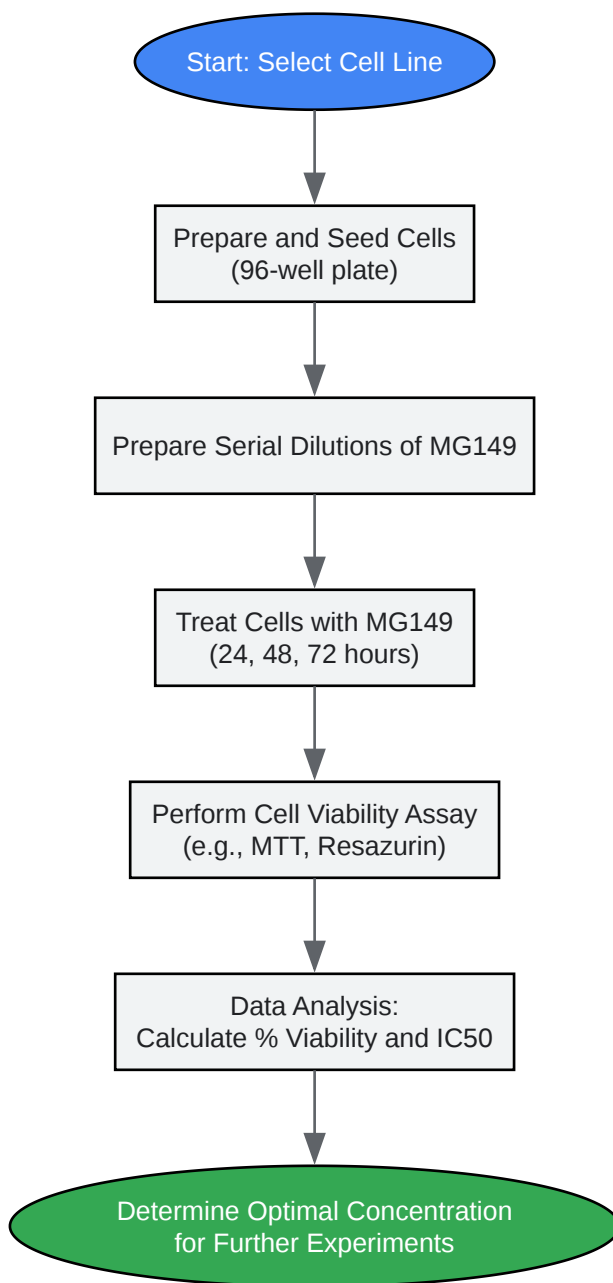 Start: Select Cell Line
Prepare and Seed Cells
(96-well plate)
Prepare Serial Dilutions of MG149
Treat Cells with MG149
(24, 48, 72 hours)
Perform Cell Viability Assay
(e.g., MTT, Resazurin)
Data Analysis:
Calculate % Viability and IC50
Determine Optimal Concentration
for Further Experiments